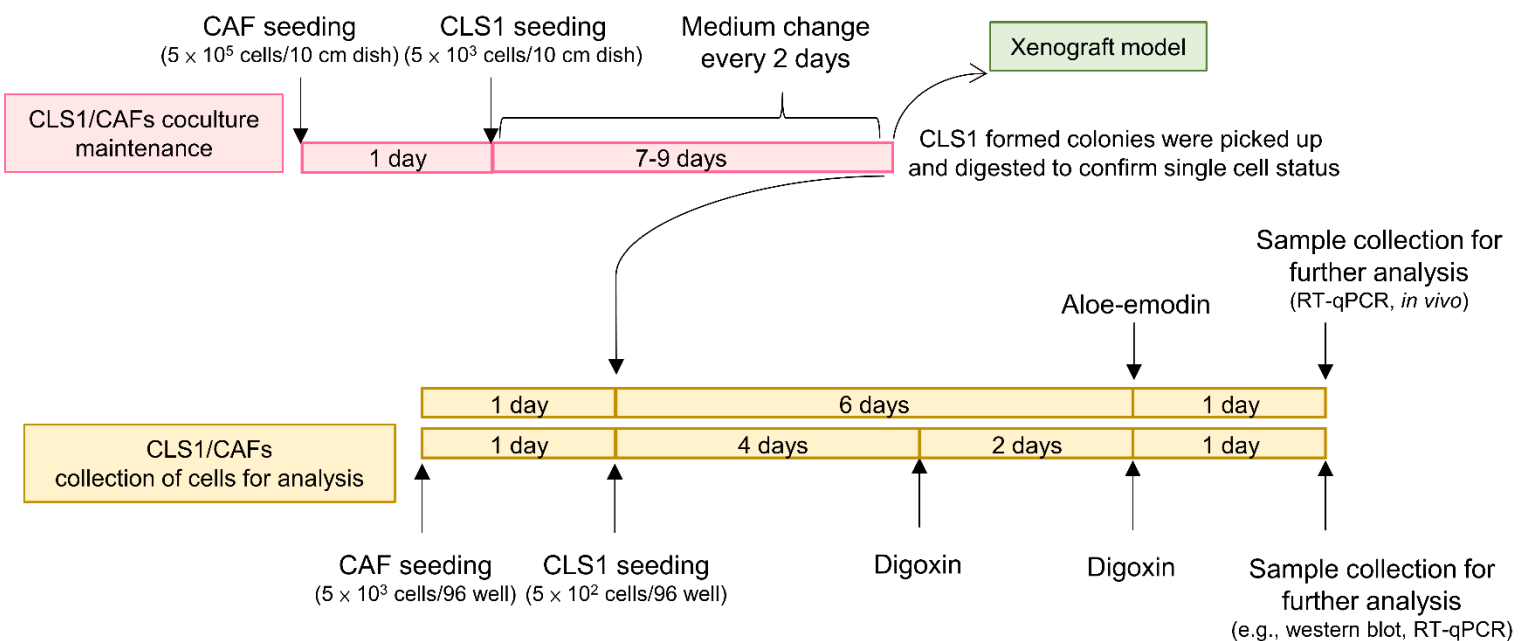 CAF seeding
(5 × 10⁵ cells/10 cm dish)
CLS1 seeding
(5 × 10³ cells/10 cm dish)
Medium change
every 2 days
Xenograft model
CLS1/CAFs coculture
maintenance
1 day
7-9 days
CLS1 formed colonies were picked up
and digested to confirm single cell status
Aloe-emodin
Sample collection for
further analysis
(RT-qPCR, in vivo)
1 day
6 days
1 day
CLS1/CAFs
collection of cells for analysis
1 day
4 days
2 days
1 day
CAF seeding
(5 × 10³ cells/96 well)
CLS1 seeding
(5 × 10² cells/96 well)
Digoxin
Digoxin
Sample collection for
further analysis
(e.g., western blot, RT-qPCR)